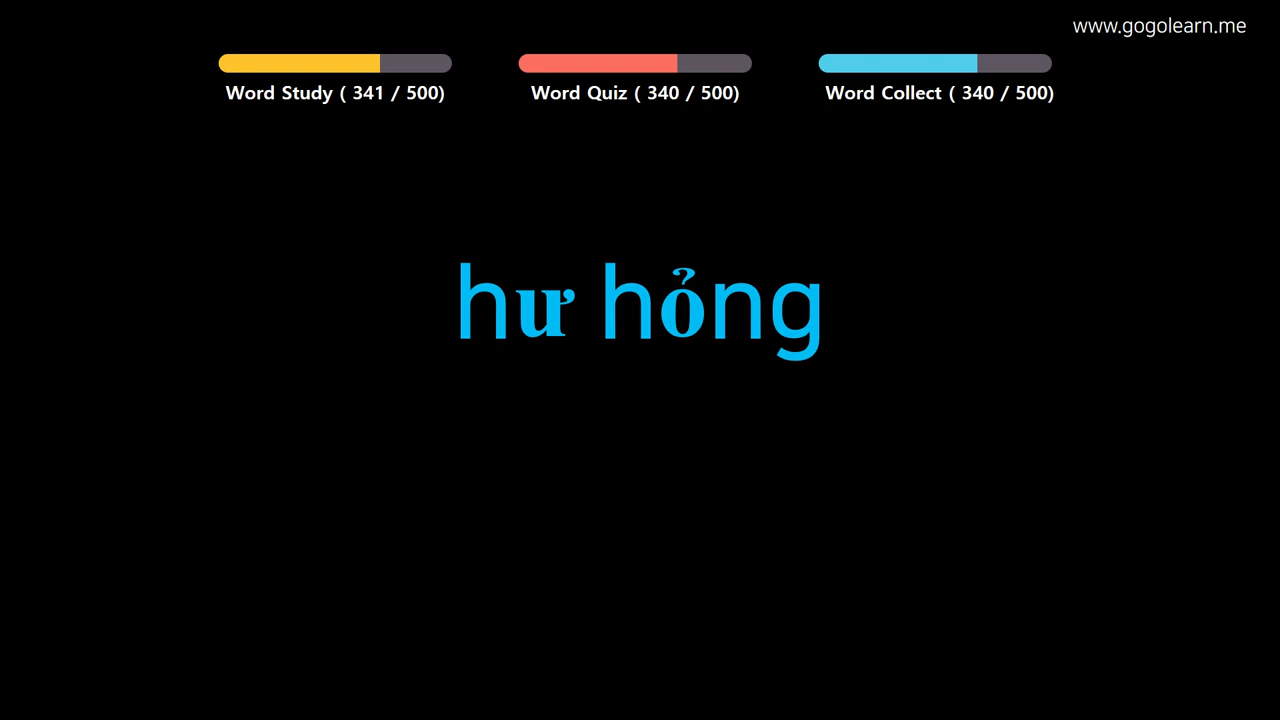 www.gogolearn.me
Word Study ( 341 / 500)
Word Quiz ( 340 / 500)
Word Collect ( 340 / 500)
hư hỏng